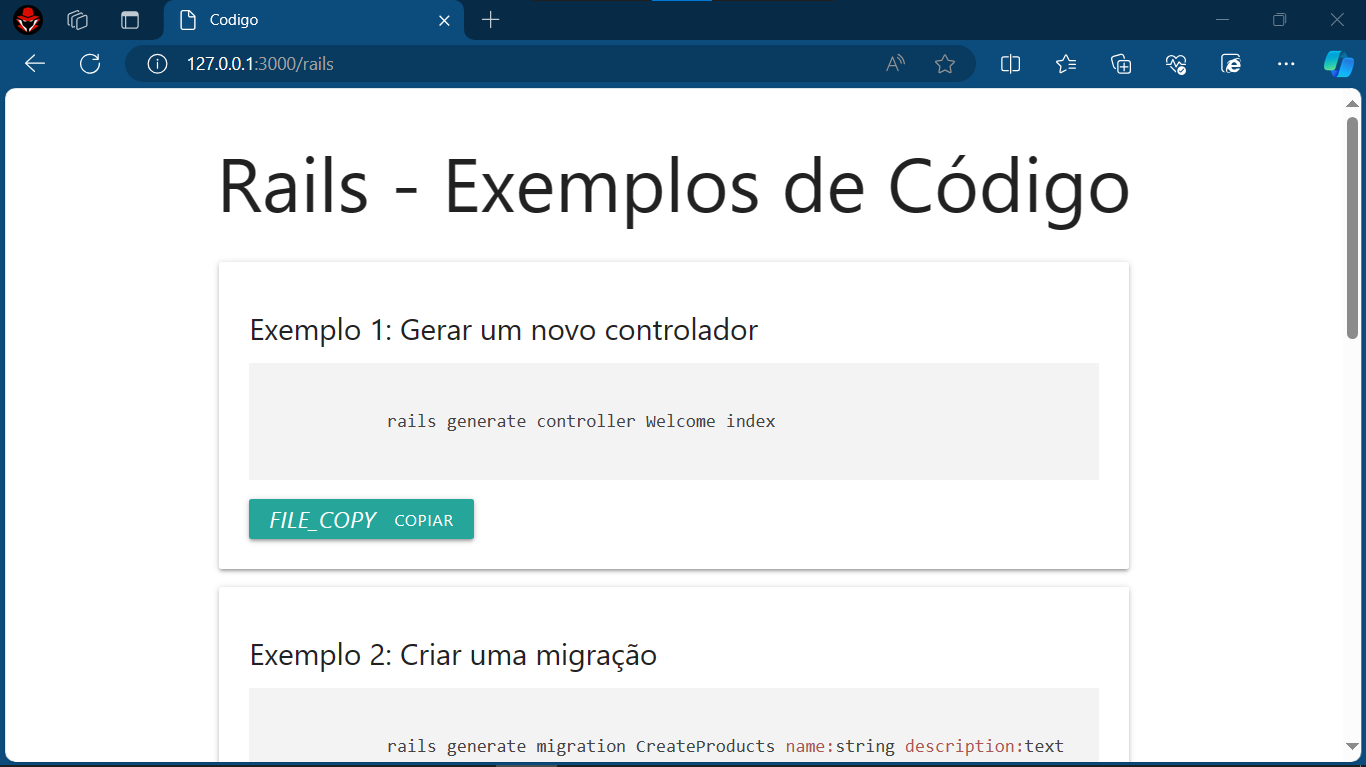 Codigo
127.0.0.1:3000/rails
Rails - Exemplos de Código
Exemplo 1: Gerar um novo controlador
rails generate controller Welcome index
FILE_COPY COPIAR
Exemplo 2: Criar uma migração
rails generate migration CreateProducts name:string description:text